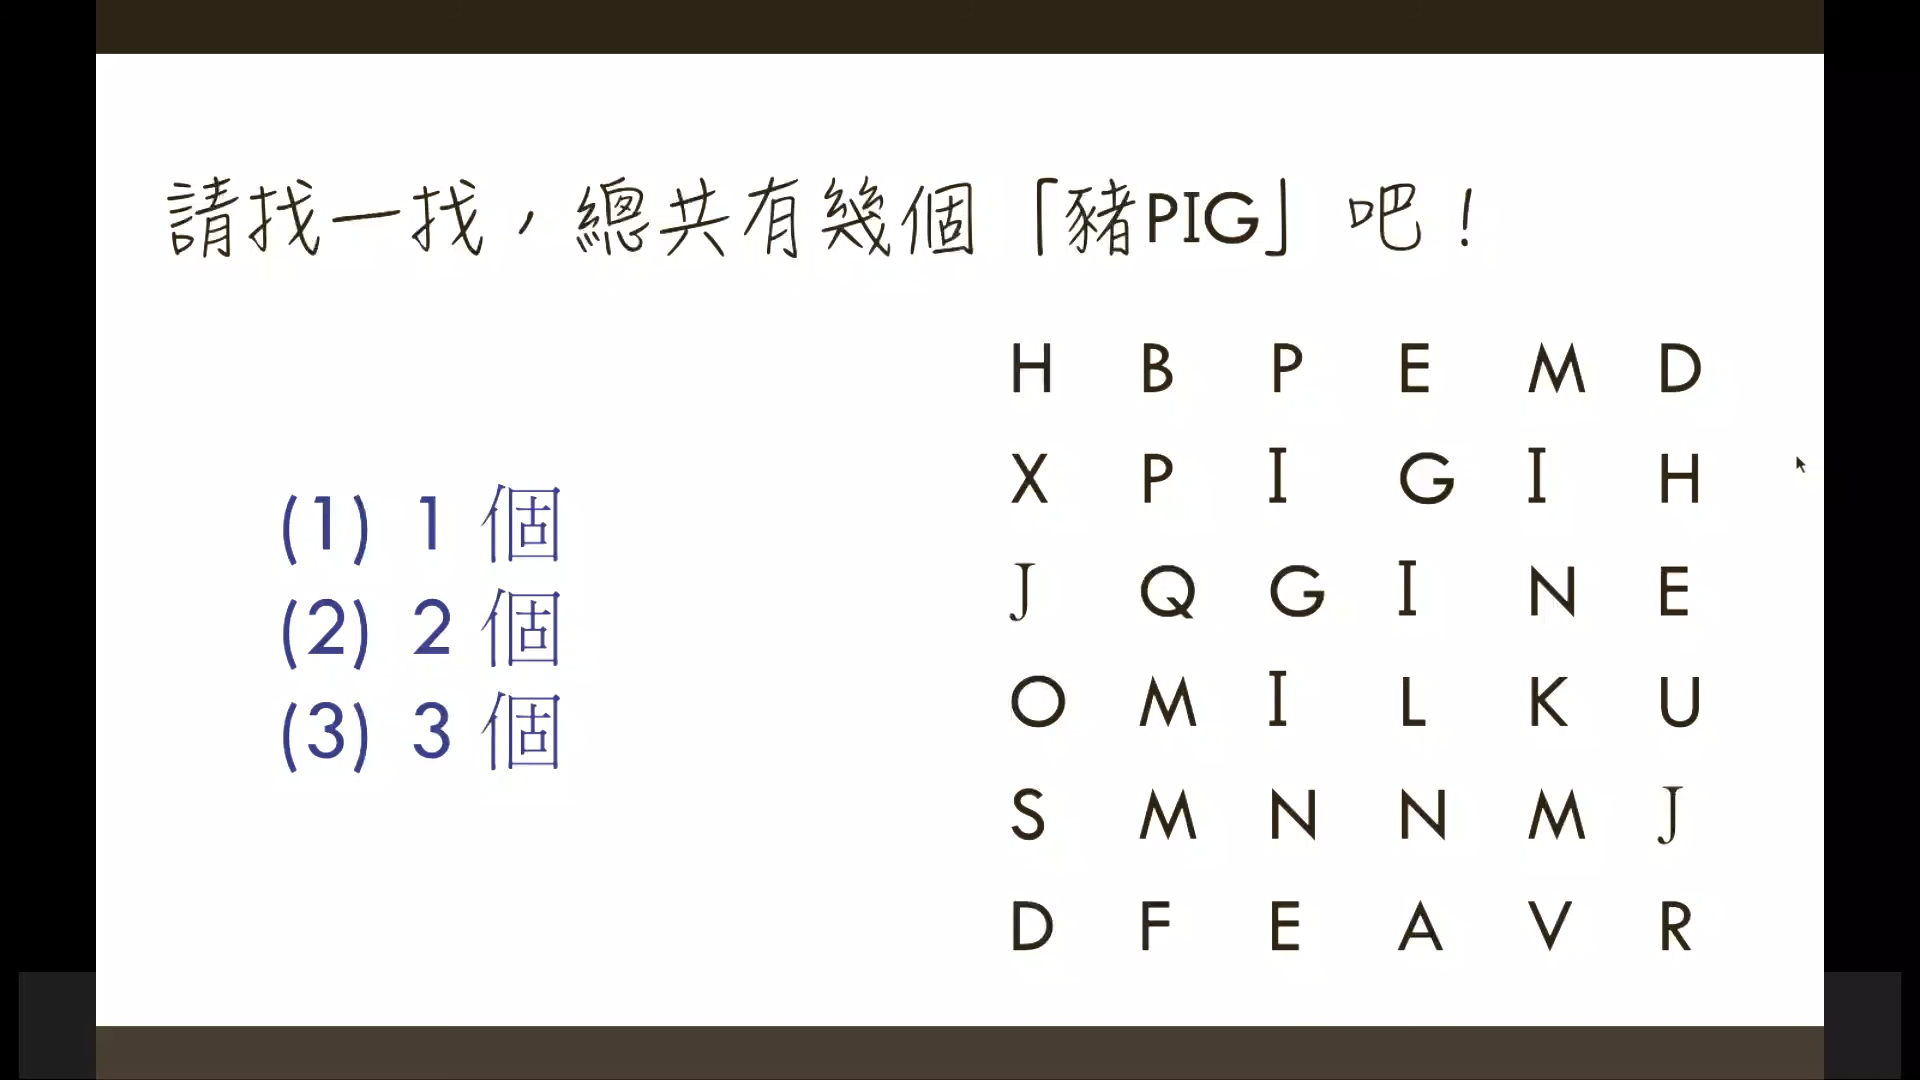 請找一找，總共有幾個「豬PIG」吧！
(1) 1 個
(2) 2 個
(3) 3 個
H B P E M D
X P I G I H
J Q G I N E
O M I L K U
S M N N M J
D F E A V R